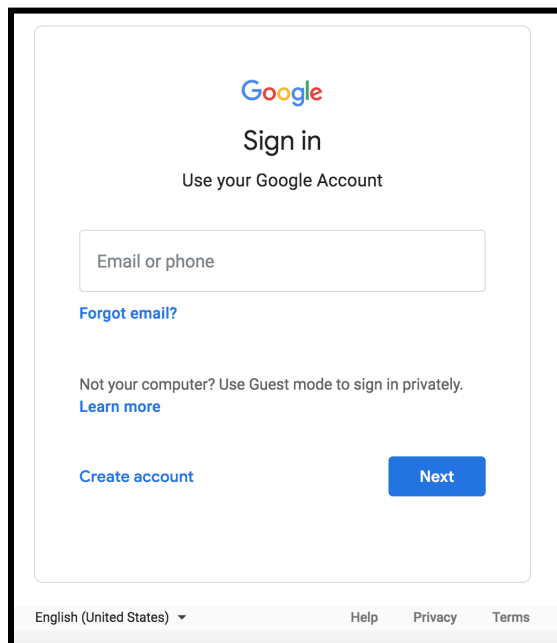 Google
Sign in
Use your Google Account
Email or phone
Forgot email?
Not your computer? Use Guest mode to sign in privately.
Learn more
Create account
Next
English (United States)
Help Privacy Terms